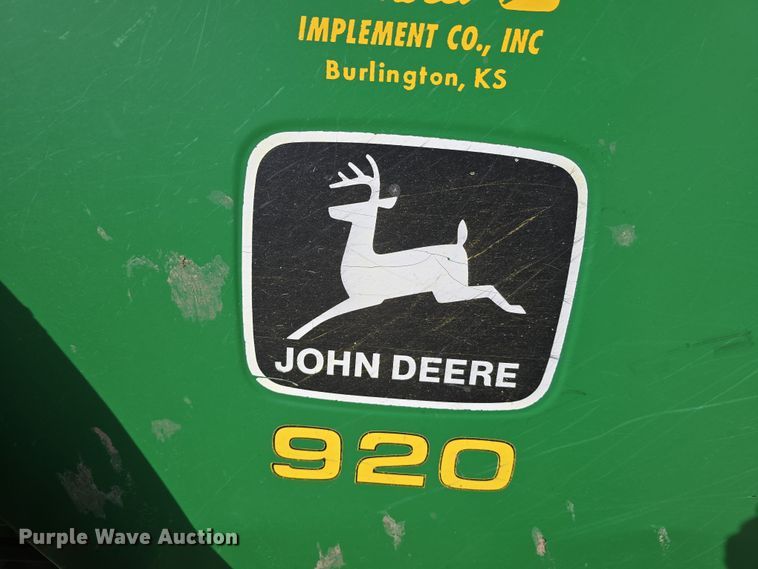 IMPLEMENT CO., INC
Burlington, KS
JOHN DEERE
920
Purple Wave Auction